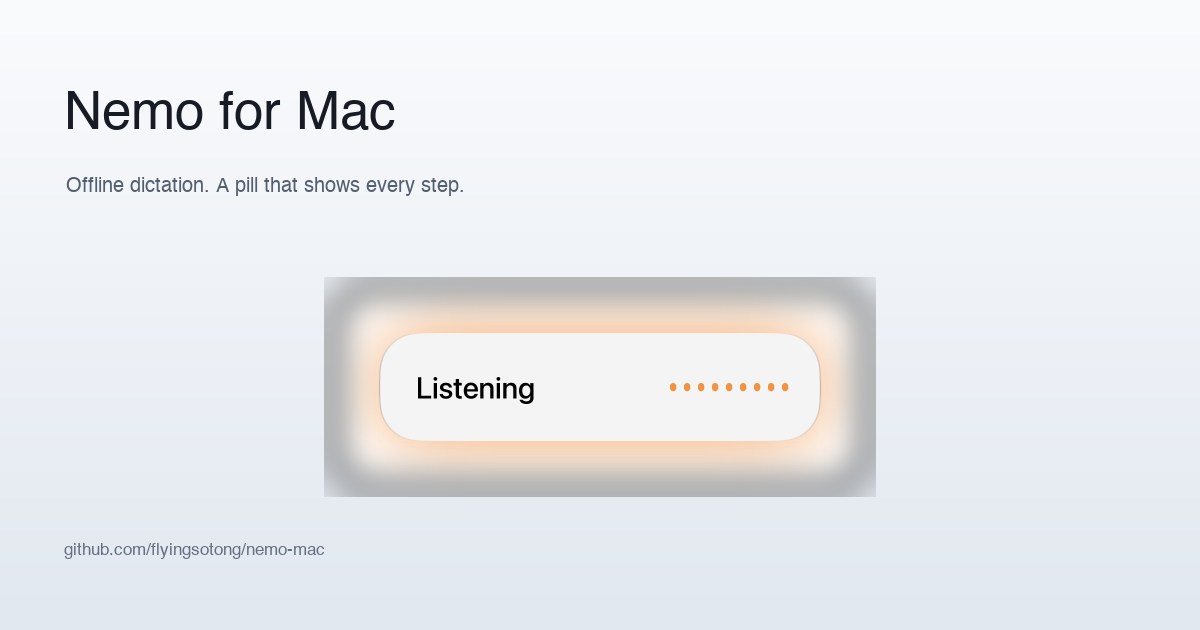 Nemo for Mac
Offline dictation. A pill that shows every step.
Listening
github.com/flyingsotong/nemo-mac